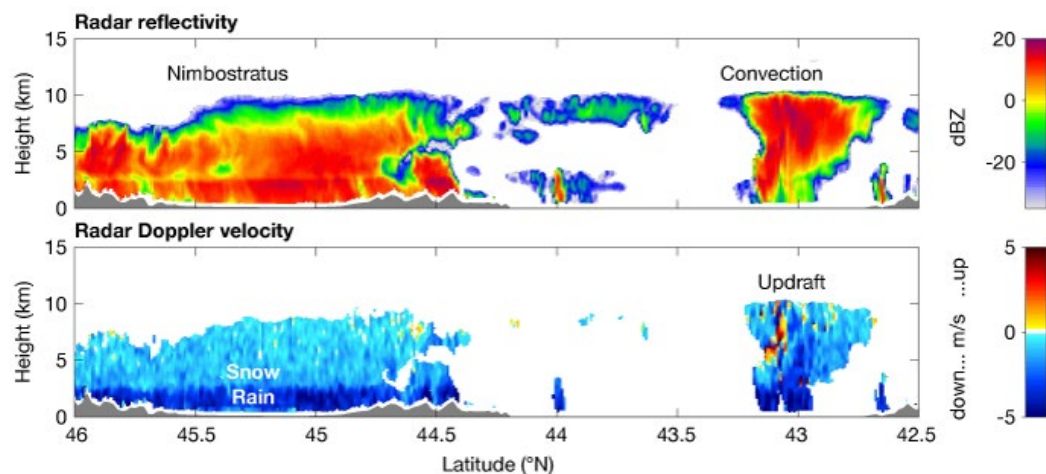 Radar reflectivity
15
10
5
0
Height (km)
Nimbostratus
Convection
20
0
-20
dBZ
Radar Doppler velocity
15
10
5
0
Height (km)
Snow
Rain
Updraft
46
45.5
45
44.5
44
43.5
43
42.5
Latitude (°N)
5
0
-5
down... m/s ...up